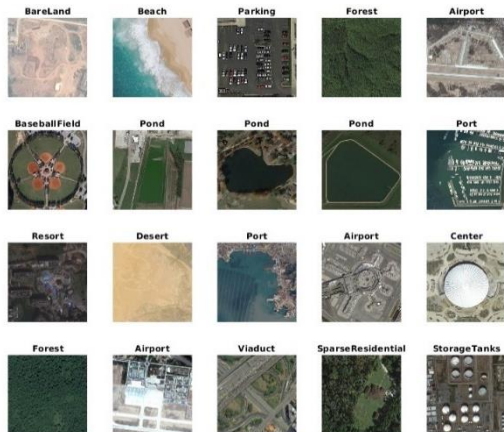 BareLand
Beach
Parking
Forest
Airport
BaseballField
Pond
Pond
Pond
Port
Resort
Desert
Port
Airport
Center
Forest
Airport
Viaduct
SparseResidential
StorageTanks